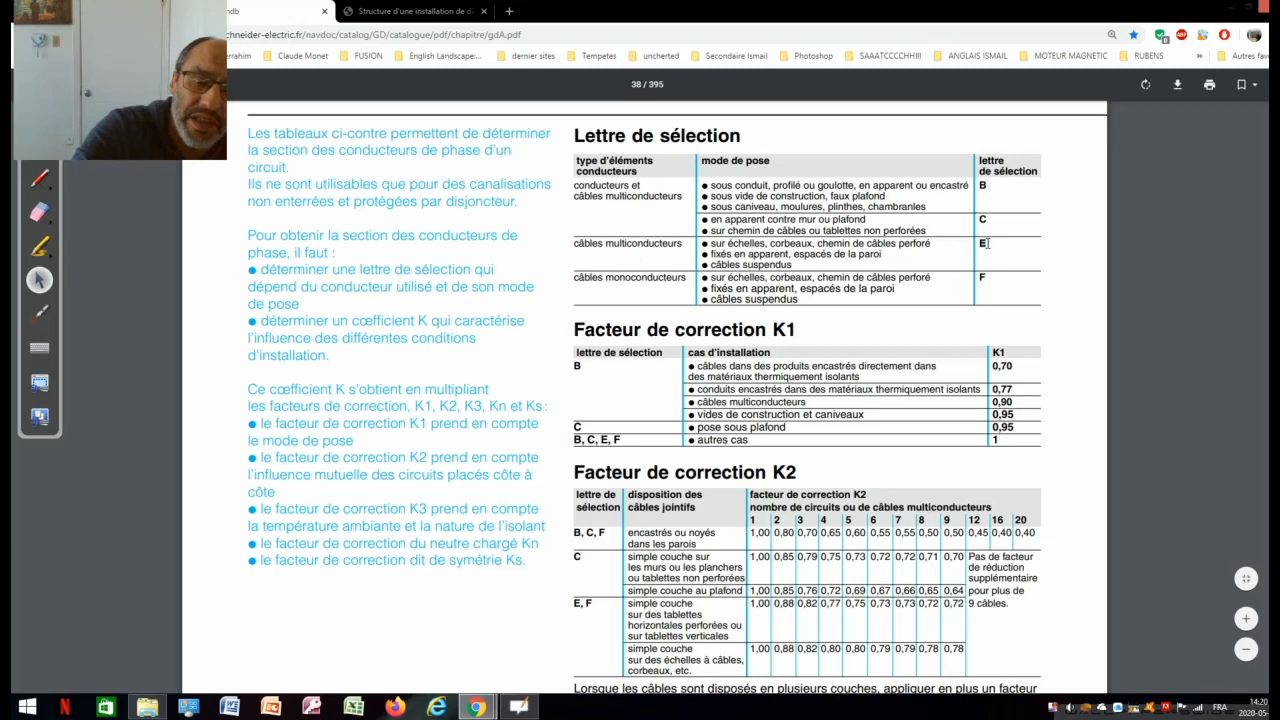 ndb
Structure d'une installation de d
chneider-electric.fr/navdoc/catalog/GD/catalogue/pdf/chapitre/gdA.pdf
errahim
Claude Monet
FUSION
English Landscape:...
dernier sites
Tempetes
uncherted
Secondaire Ismail
Photoshop
SAAATCCCCHHIII
ANGLAIS ISMAIL
MOTEUR MAGNETIC
RUBENS
»
Autres fav
38 / 395
Les tableaux ci-contre permettent de déterminer
la section des conducteurs de phase d'un
circuit.
Ils ne sont utilisables que pour des canalisations
non enterrées et protégées par disjoncteur.
Pour obtenir la section des conducteurs de
phase, il faut :
● déterminer une lettre de sélection qui
dépend du conducteur utilisé et de son mode
de pose
● déterminer un cœfficient K qui caractérise
l'influence des différentes conditions
d'installation.
Ce cœfficient K s'obtient en multipliant
les facteurs de correction, K1, K2, K3, Kn et Ks :
● le facteur de correction K1 prend en compte
le mode de pose
● le facteur de correction K2 prend en compte
l'influence mutuelle des circuits placés côte à
côte
● le facteur de correction K3 prend en compte
la température ambiante et la nature de l'isolant
● le facteur de correction du neutre chargé Kn
● le facteur de correction dit de symétrie Ks.
Lettre de sélection
type d'éléments mode de pose lettre
conducteurs de sélection
conducteurs et ● sous conduit, profilé ou goulotte, en apparent ou encastré B
câbles multiconducteurs ● sous vide de construction, faux plafond
● sous caniveau, moulures, plinthes, chambranles
● en apparent contre mur ou plafond C
● sur chemin de câbles ou tablettes non perforées
câbles multiconducteurs ● sur échelles, corbeaux, chemin de câbles perforé E
● fixés en apparent, espacés de la paroi
● câbles suspendus
câbles monoconducteurs ● sur échelles, corbeaux, chemin de câbles perforé F
● fixés en apparent, espacés de la paroi
● câbles suspendus
Facteur de correction K1
lettre de sélection cas d'installation K1
B ● câbles dans des produits encastrés directement dans 0,70
des matériaux thermiquement isolants
● conduits encastrés dans des matériaux thermiquement isolants 0,77
● câbles multiconducteurs 0,90
● vides de construction et caniveaux 0,95
C ● pose sous plafond 0,95
B, C, E, F ● autres cas 1
Facteur de correction K2
lettre de disposition des facteur de correction K2
sélection câbles jointifs nombre de circuits ou de câbles multiconducteurs
1 2 3 4 5 6 7 8 9 12 16 20
B, C, F encastrés ou noyés 1,00 0,80 0,70 0,65 0,60 0,55 0,55 0,50 0,50 0,45 0,40 0,40
dans les parois
C simple couche sur 1,00 0,85 0,79 0,75 0,73 0,72 0,72 0,71 0,70 Pas de facteur
les murs ou les planchers de réduction
ou tablettes non perforées supplémentaire
simple couche au plafond 1,00 0,85 0,76 0,72 0,69 0,67 0,66 0,65 0,64 pour plus de
E, F simple couche 1,00 0,88 0,82 0,77 0,75 0,73 0,73 0,72 0,72 9 câbles.
sur des tablettes
horizontales perforées ou
sur tablettes verticales
simple couche 1,00 0,88 0,82 0,80 0,80 0,79 0,79 0,78 0,78
sur des échelles à câbles,
corbeaux, etc.
Lorsque les câbles sont disposés en plusieurs couches, appliquer en plus un facteur
FRA
14:20
2020-05-